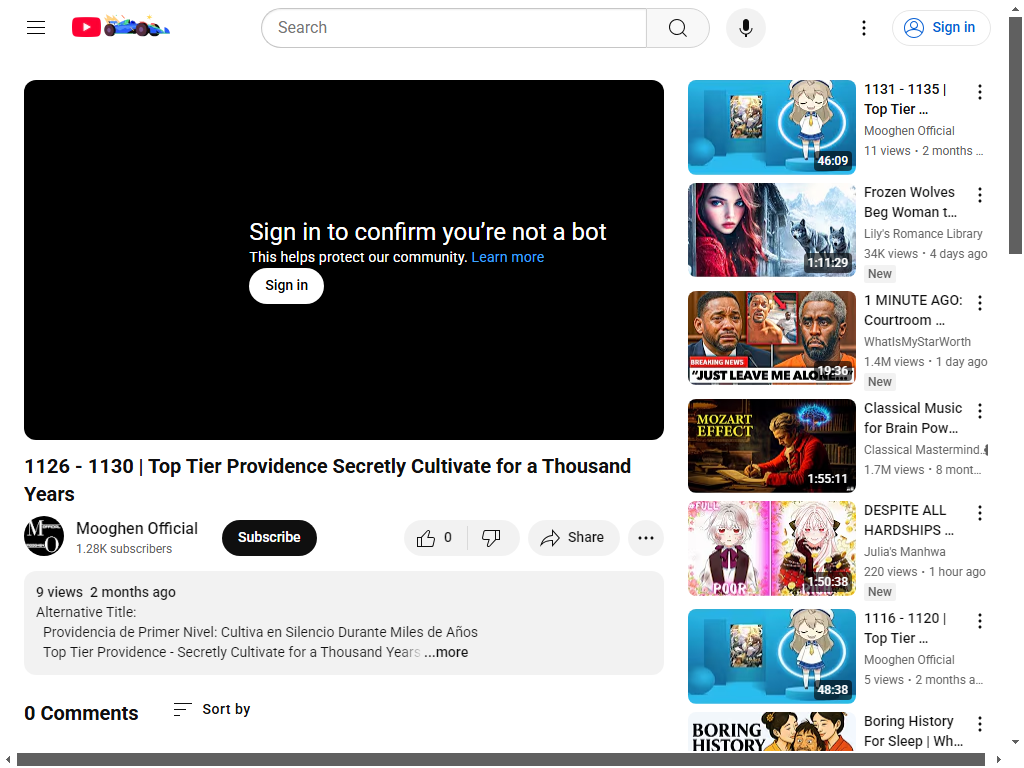 Search
Sign in
Sign in to confirm you’re not a bot
This helps protect our community. Learn more
Sign in
1126 - 1130 | Top Tier Providence Secretly Cultivate for a Thousand
Years
Mooghen Official
1.28K subscribers
Subscribe
0
Share
9 views 2 months ago
Alternative Title:
Providencia de Primer Nivel: Cultiva en Silencio Durante Miles de Años
Top Tier Providence - Secretly Cultivate for a Thousand Years ...more
0 Comments
Sort by
46:09
1131 - 1135 |
Top Tier ...
Mooghen Official
11 views • 2 months ...
1:11:29
Frozen Wolves
Beg Woman t...
Lily's Romance Library
34K views • 4 days ago
New
BREAKING NEWS
"JUST LEAVE ME ALONE..."
19:36
1 MINUTE AGO:
Courtroom ...
WhatIsMyStarWorth
1.4M views • 1 day ago
New
MOZART
EFFECT
1:55:11
Classical Music
for Brain Pow...
Classical Mastermind...
1.7M views • 8 mont...
#FULL
POOR
1:50:38
DESPITE ALL
HARDSHIPS ...
Julia's Manhwa
220 views • 1 hour ago
New
48:38
1116 - 1120 |
Top Tier ...
Mooghen Official
5 views • 2 months a...
BORING
HISTORY
Boring History
For Sleep | Wh...